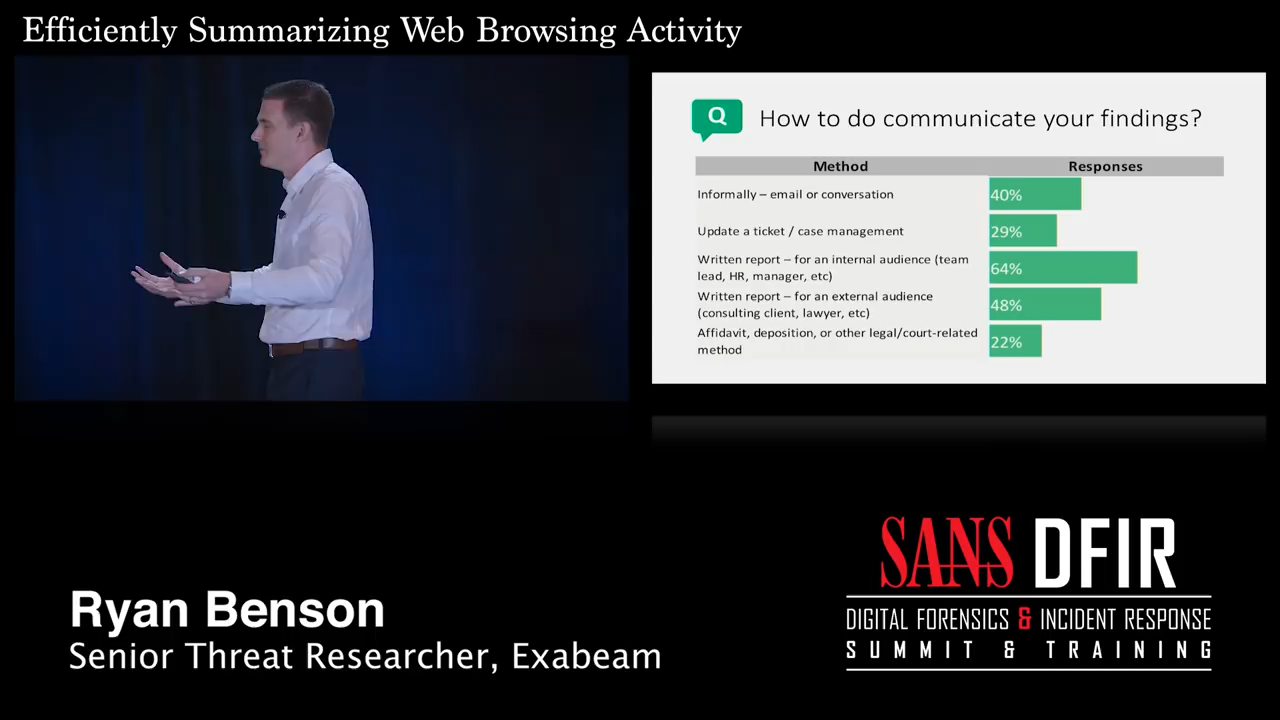 Efficiently Summarizing Web Browsing Activity
Q
How to do communicate your findings?
Method Responses
Informally – email or conversation 40%
Update a ticket / case management 29%
Written report – for an internal audience (team
lead, HR, manager, etc)
64%
Written report – for an external audience
(consulting client, lawyer, etc)
48%
Affidavit, deposition, or other legal/court-related
method
22%
Ryan Benson
Senior Threat Researcher, Exabeam
SANS DFIR
DIGITAL FORENSICS & INCIDENT RESPONSE
SUMMIT & TRAINING